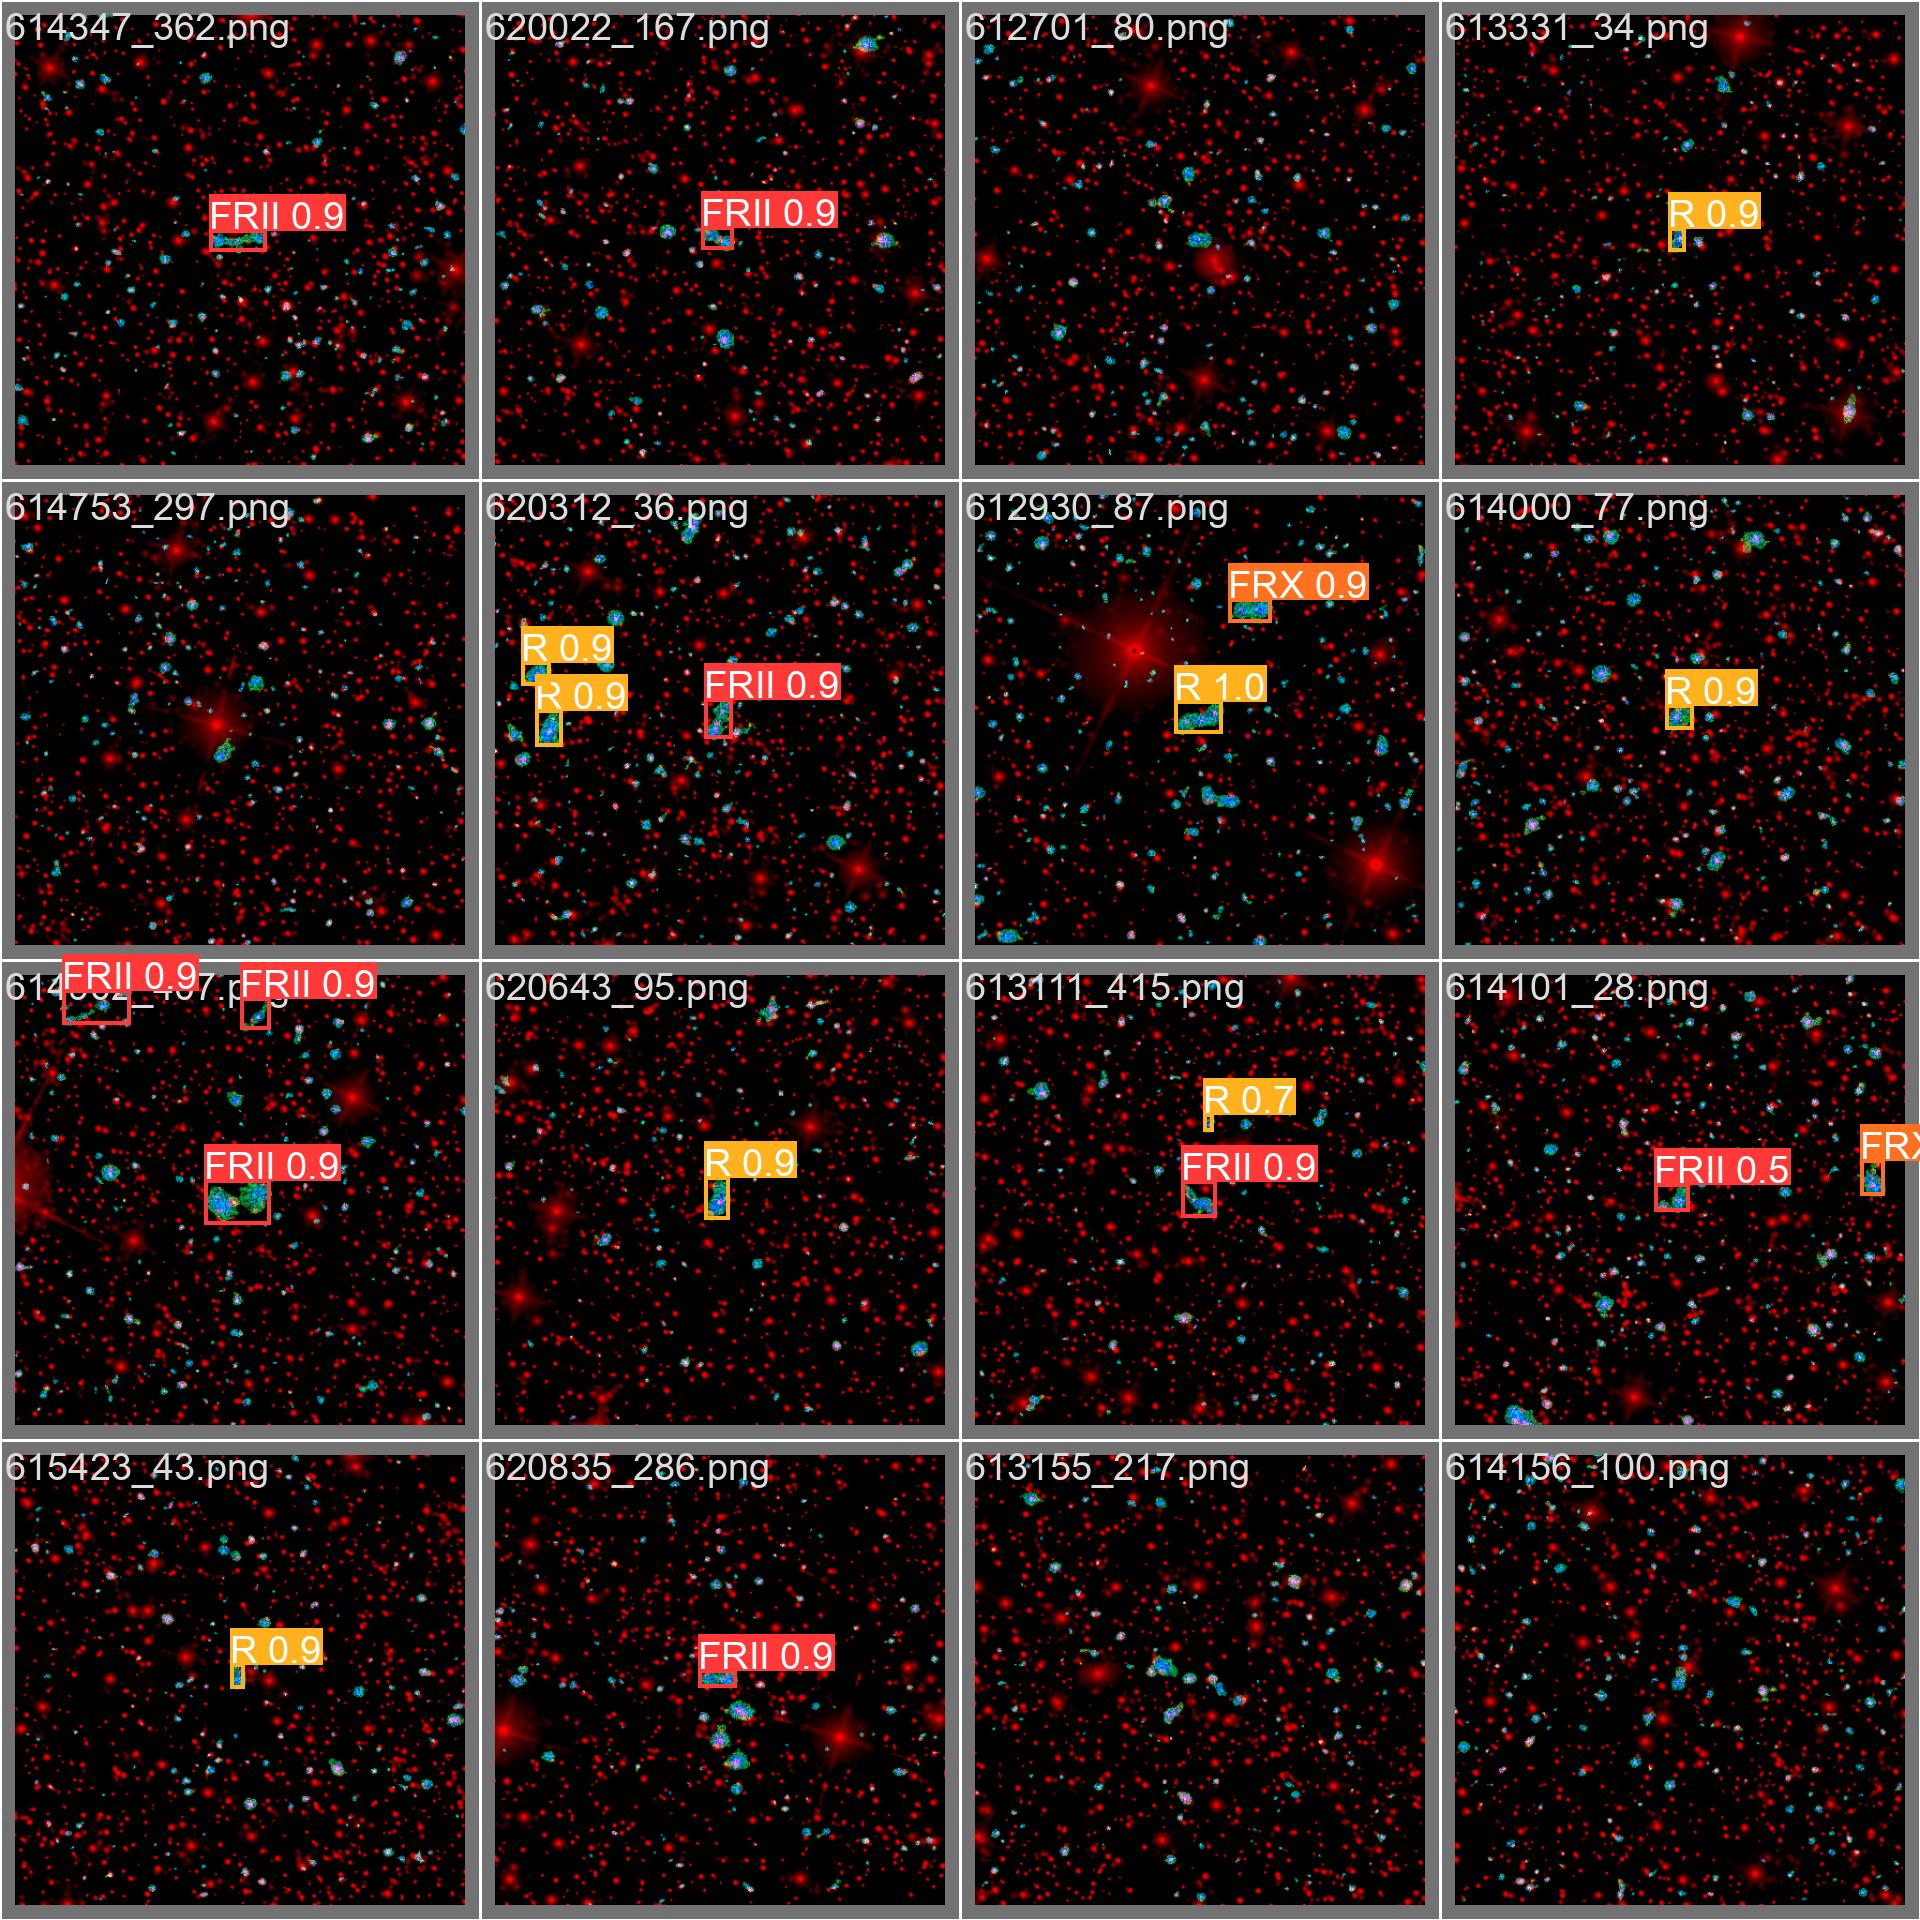 614347_362.png
620022_167.png
612701_80.png
613331_34.png
FRII 0.9
FRII 0.9
R 0.9
614753_297.png
620312_36.png
612930_87.png
614000_77.png
FRX 0.9
R 0.9
FRII 0.9
R 1.0
R 0.9
R 0.9
FRII 0.9
FRII 0.9
620643_95.png
613111_415.png
614101_28.png
R 0.7
FRX
FRII 0.9
R 0.9
FRII 0.9
FRII 0.5
615423_43.png
620835_286.png
613155_217.png
614156_100.png
R 0.9
FRII 0.9